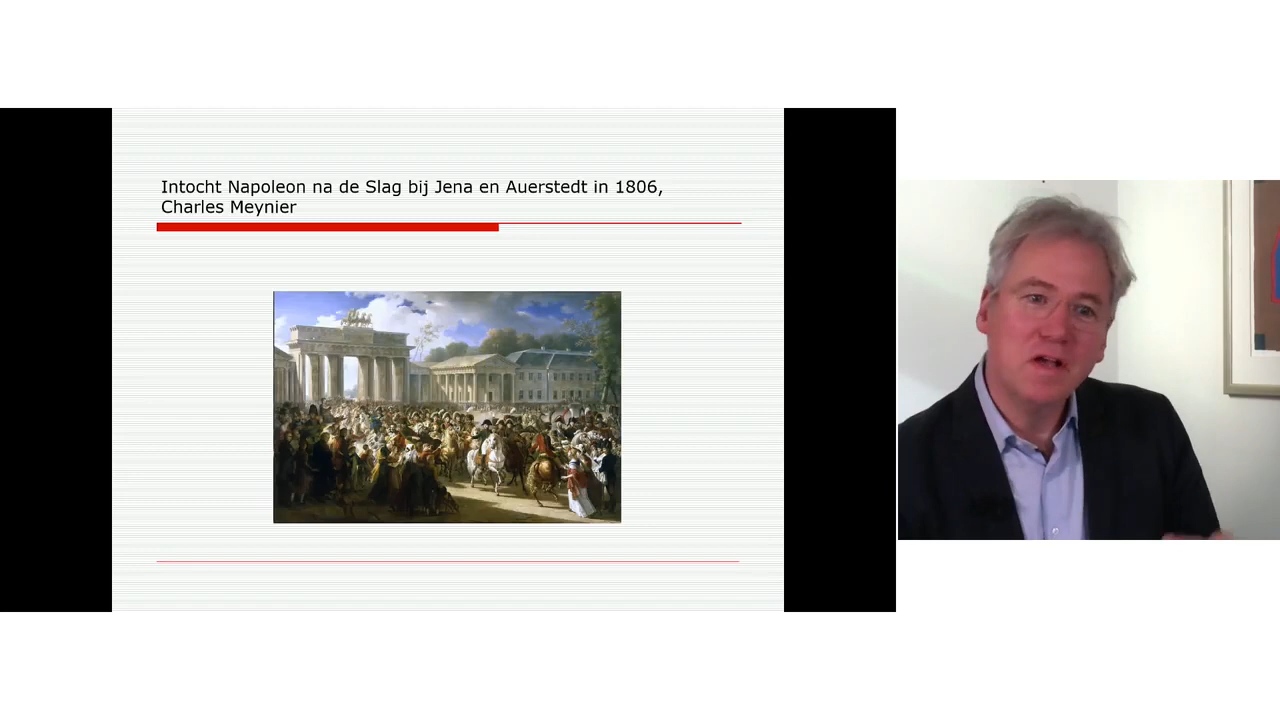 Intocht Napoleon na de Slag bij Jena en Auerstedt in 1806,
Charles Meynier